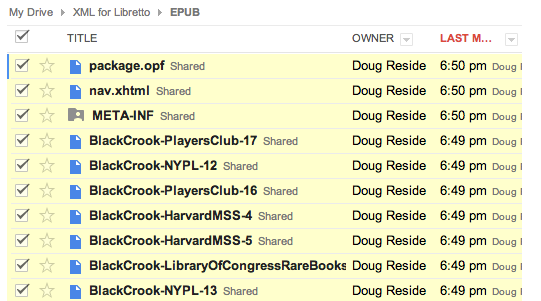 My Drive XML for Libretto EPUB
TITLE OWNER LAST M...
package.opf Shared Doug Reside 6:50 pm Doug
nav.xhtml Shared Doug Reside 6:50 pm Doug
META-INF Shared Doug Reside 6:50 pm Doug
BlackCrook-PlayersClub-17 Shared Doug Reside 6:49 pm Doug
BlackCrook-NYPL-12 Shared Doug Reside 6:49 pm Doug
BlackCrook-PlayersClub-16 Shared Doug Reside 6:49 pm Doug
BlackCrook-HarvardMSS-4 Shared Doug Reside 6:49 pm Doug
BlackCrook-HarvardMSS-5 Shared Doug Reside 6:49 pm Doug
BlackCrook-LibraryOfCongressRareBooks Doug Reside 6:49 pm Doug
BlackCrook-NYPL-13 Shared Doug Reside 6:49 pm Doug